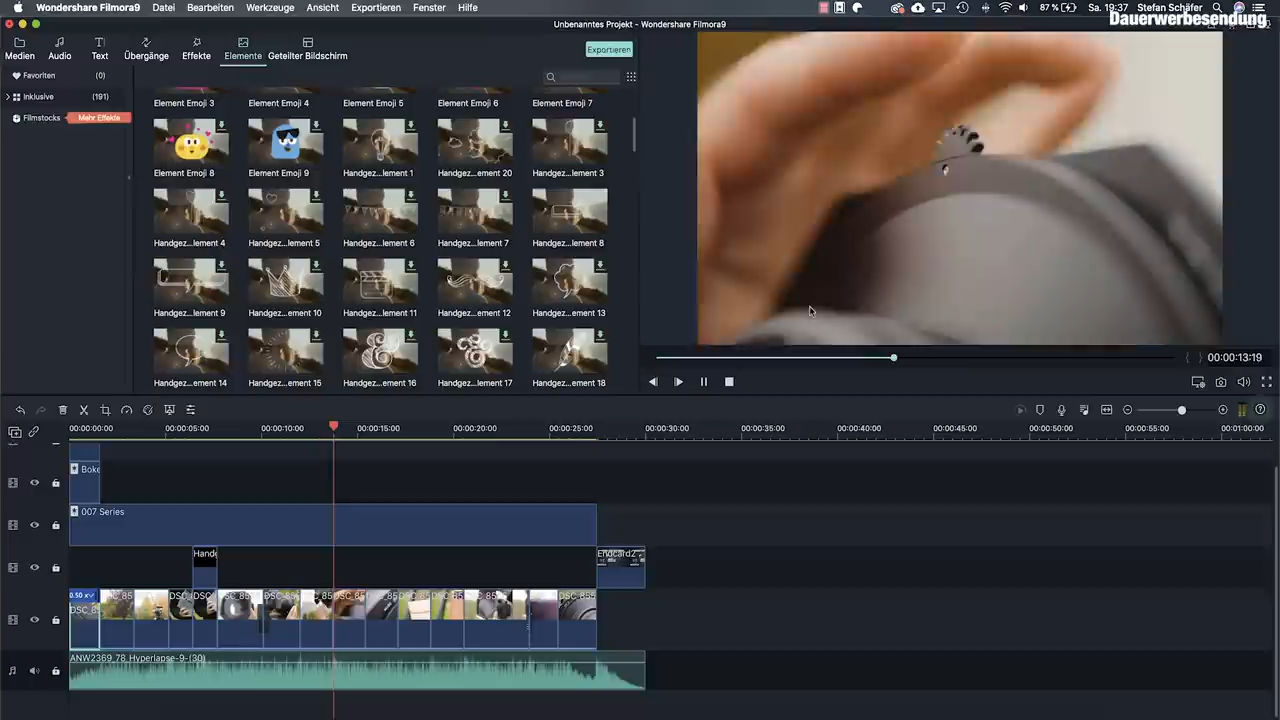 Wondershare Filmora9 Datei Bearbeiten Werkzeuge Ansicht Exportieren Fenster Hilfe 87 % Sa. 19:37 Stefan Schäfer
Unbenanntes Projekt - Wondershare Filmora9
Dauerwerbesendung
Medien Audio Text Übergänge Effekte Elemente Geteilter Bildschirm Exportieren
Favoriten (0)
Inklusive (191)
Filmstocks Mehr Effekte
Element Emoji 3 Element Emoji 4 Element Emoji 5 Element Emoji 6 Element Emoji 7
Element Emoji 8 Element Emoji 9 Handgez...lement 1 Handgez...ement 20 Handgez...lement 3
Handgez...lement 4 Handgez...lement 5 Handgez...lement 6 Handgez...lement 7 Handgez...lement 8
Handgez...lement 9 Handgez...ement 10 Handgez...ement 11 Handgez...ement 12 Handgez...ement 13
Handgez...ement 14 Handgez...ement 15 Handgez...ement 16 Handgez...ement 17 Handgez...ement 18
00:00:13:19
00:00:00:00 00:00:05:00 00:00:10:00 00:00:15:00 00:00:20:00 00:00:25:00 00:00:30:00 00:00:35:00 00:00:40:00 00:00:45:00 00:00:50:00 00:00:55:00 00:01:00:00
Boke
007 Series
Handg Endcard2
0.50 x
ANW2369_78_Hyperlapse-9-(30)